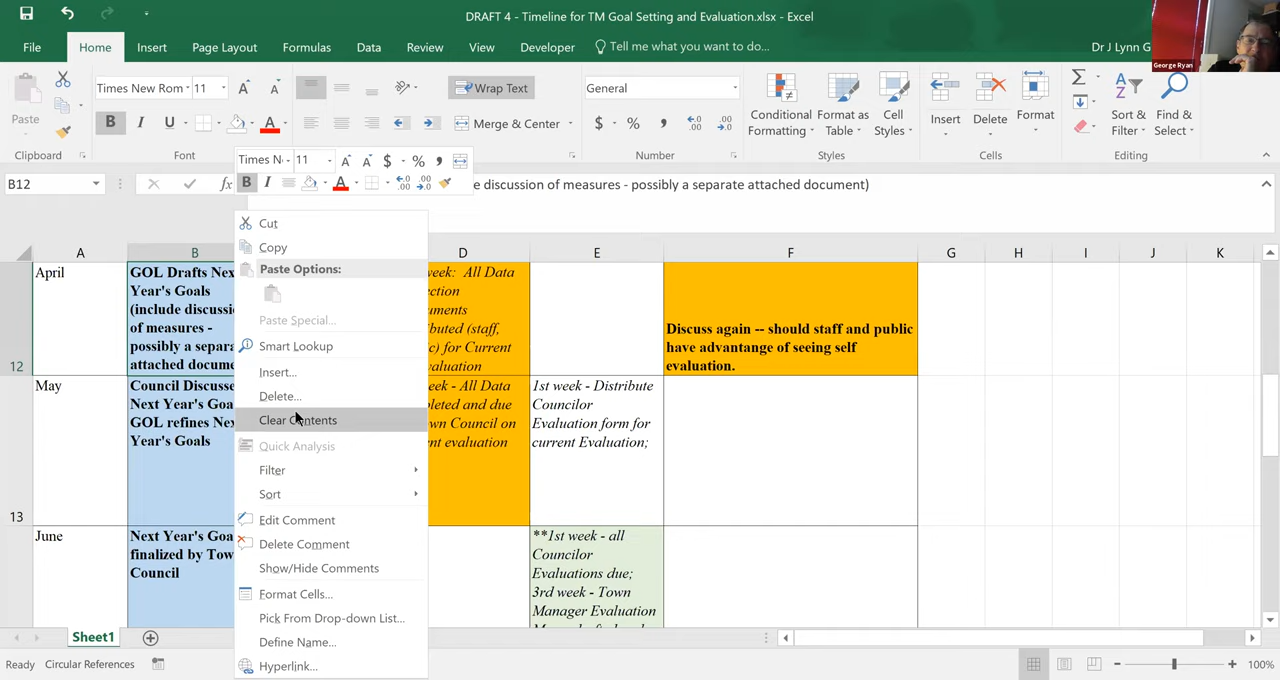 DRAFT 4 - Timeline for TM Goal Setting and Evaluation.xlsx - Excel
George Ryan
File Home Insert Page Layout Formulas Data Review View Developer Tell me what you want to do... Dr J Lynn G
Times New Rom 11 Wrap Text General
Paste Merge & Center Conditional Formatting Format as Table Cell Styles Insert Delete Format Sort & Filter Find & Select
Clipboard Font Number Styles Cells Editing
Times N 11
B12 fx e discussion of measures - possibly a separate attached document)
A B D E F G H I J K
12
April
GOL Drafts Nex
Year's Goals
(include discussi
of measures -
possibly a separa
attached docume
week: All Data
ection
uments
buted (staff,
c) for Current
valuation
Discuss again -- should staff and public
have advantange of seeing self
evaluation.
13
May
Council Discusse
Next Year's Goa
GOL refines Nex
Year's Goals
eek - All Data
pleted and due
wn Council on
nt evaluation
1st week - Distribute
Councilor
Evaluation form for
current Evaluation;
June
Next Year's Goa
finalized by Tow
Council
**1st week - all
Councilor
Evaluations due;
3rd week - Town
Manager Evaluation
Cut
Copy
Paste Options:
Paste Special...
Smart Lookup
Insert...
Delete...
Clear Contents
Quick Analysis
Filter
Sort
Edit Comment
Delete Comment
Show/Hide Comments
Format Cells...
Pick From Drop-down List...
Define Name...
Hyperlink...
Sheet1
Ready Circular References 100%